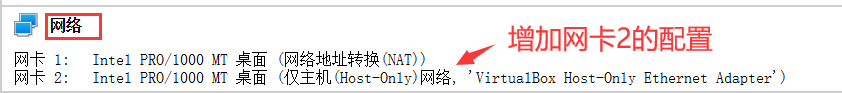 网络
增加网卡2的配置
网卡 1: Intel PRO/1000 MT 桌面 (网络地址转换(NAT))
网卡 2: Intel PRO/1000 MT 桌面 (仅主机(Host-Only)网络, 'VirtualBox Host-Only Ethernet Adapter')